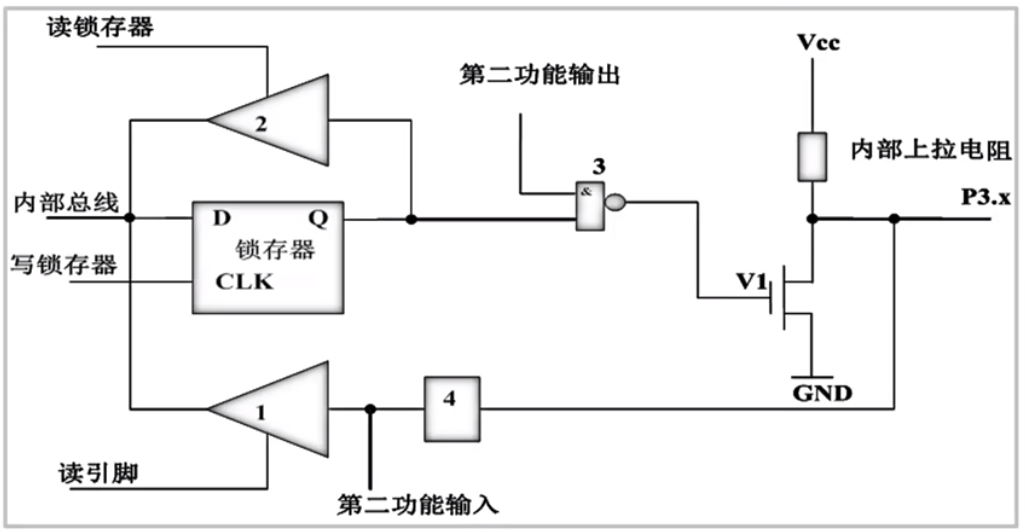 读锁存器
Vcc
第二功能输出
2
3
内部上拉电阻
&
内部总线
P3.x
D
Q
锁存器
写锁存器
CLK
V1
GND
4
1
读引脚
第二功能输入